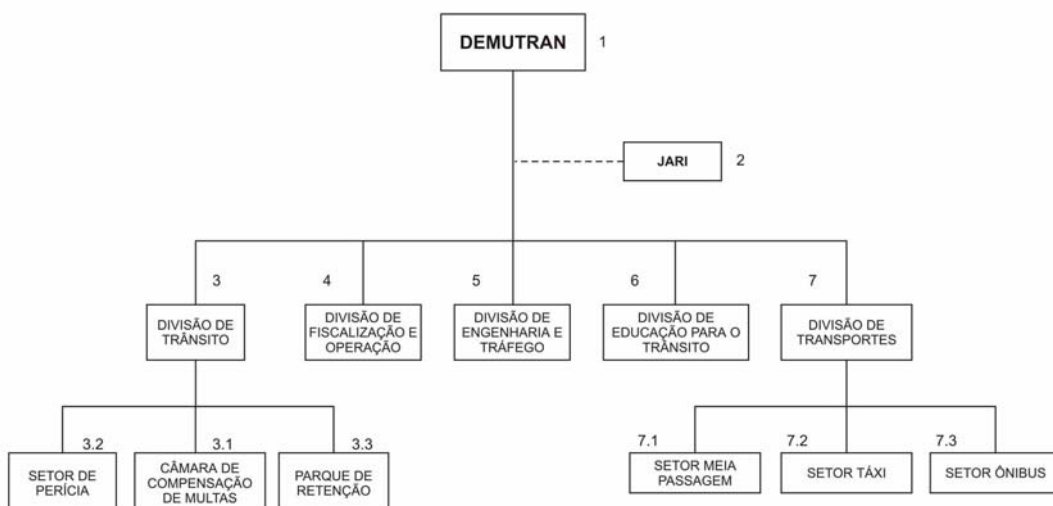 DEMUTRAN
1
JARI
2
3
4
5
6
7
DIVISÃO DE
TRÂNSITO
DIVISÃO DE
FISCALIZAÇÃO E
OPERAÇÃO
DIVISÃO DE
ENGENHARIA E
TRÁFEGO
DIVISÃO DE
EDUCAÇÃO PARA O
TRÂNSITO
DIVISÃO DE
TRANSPORTES
3.2
3.1
3.3
7.1
7.2
7.3
SETOR DE
PERÍCIA
CÂMARA DE
COMPENSAÇÃO
DE MULTAS
PARQUE DE
RETENÇÃO
SETOR MEIA
PASSAGEM
SETOR TÁXI
SETOR ÔNIBUS